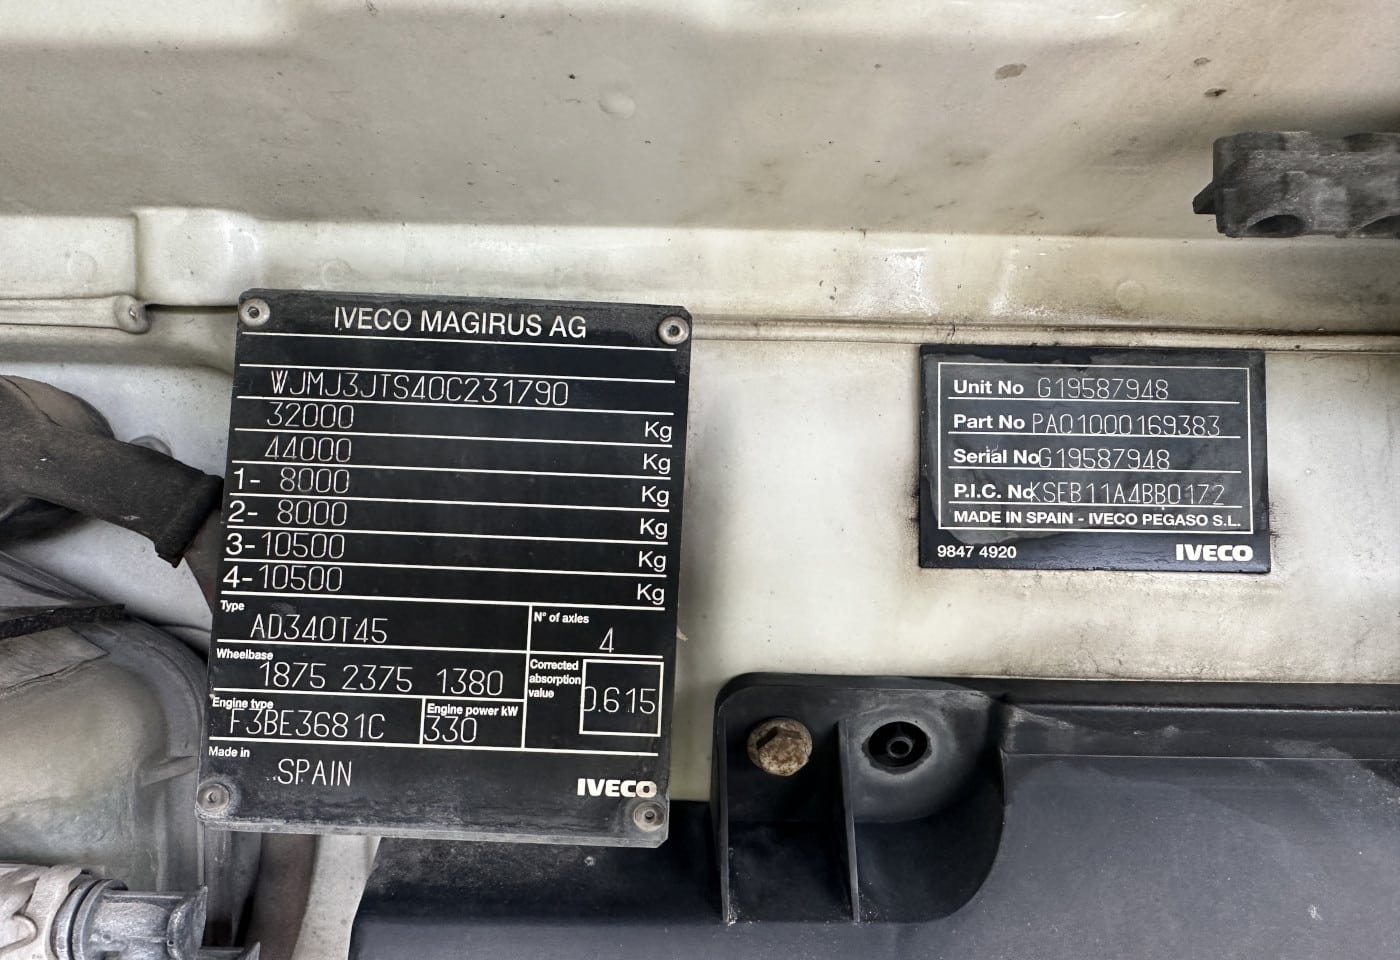 IVECO MAGIRUS AG
WJMJ3JTS40C231790
32000 Kg
44000 Kg
1- 8000 Kg
2- 8000 Kg
3-10500 Kg
4-10500 Kg
Type
AD340T45
N° of axles
4
Wheelbase
1875 2375 1380
Corrected
absorption
value
0.615
Engine type
F3BE3681C
Engine power kW
330
Made in
SPAIN
IVECO
Unit No G19587948
Part No PA01000169383
Serial No G19587948
P.I.C. No KSEB11A4BB0172
MADE IN SPAIN - IVECO PEGASO S.L.
9847 4920 IVECO